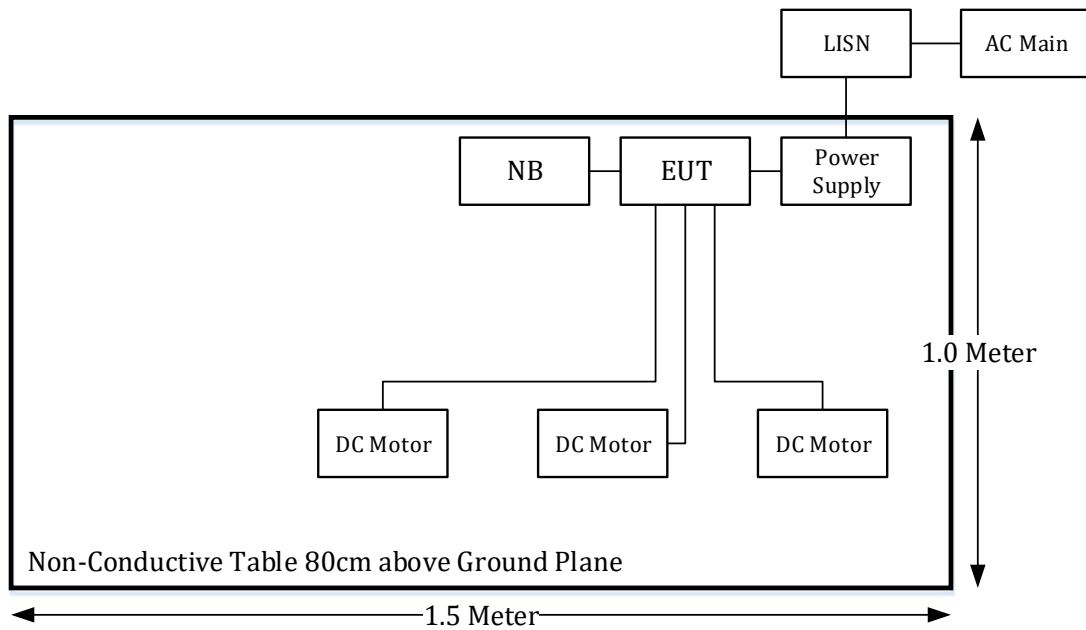 LISN
AC Main
NB
EUT
Power
Supply
1.0 Meter
DC Motor
DC Motor
DC Motor
Non-Conductive Table 80cm above Ground Plane
1.5 Meter